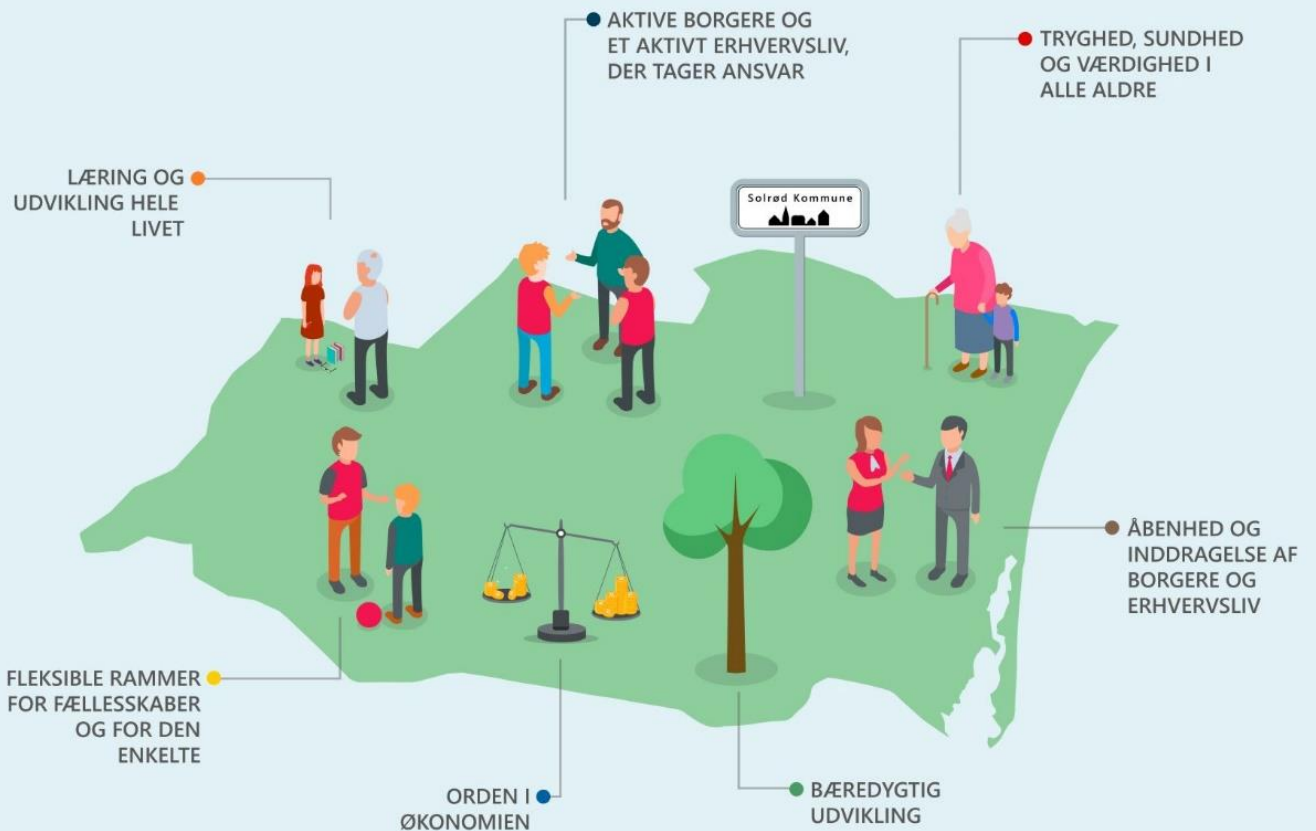 AKTIVE BORGERE OG
ET AKTIVT ERHVERVSLIV,
DER TAGER ANSVAR
TRYGHED, SUNDHED
OG VÆRDIGHED I
ALLE ALDRE
LÆRING OG
UDVIKLING HELE
LIVET
Solrød Kommune
ÅBENHED OG
INDDRAGELSE AF
BORGERE OG
ERHVERVSLIV
FLEKSIBLE RAMMER
FOR FÆLLESSKABER
OG FOR DEN
ENKELTE
ORDEN I
ØKONOMIEN
BÆREDYGTIG
UDVIKLING